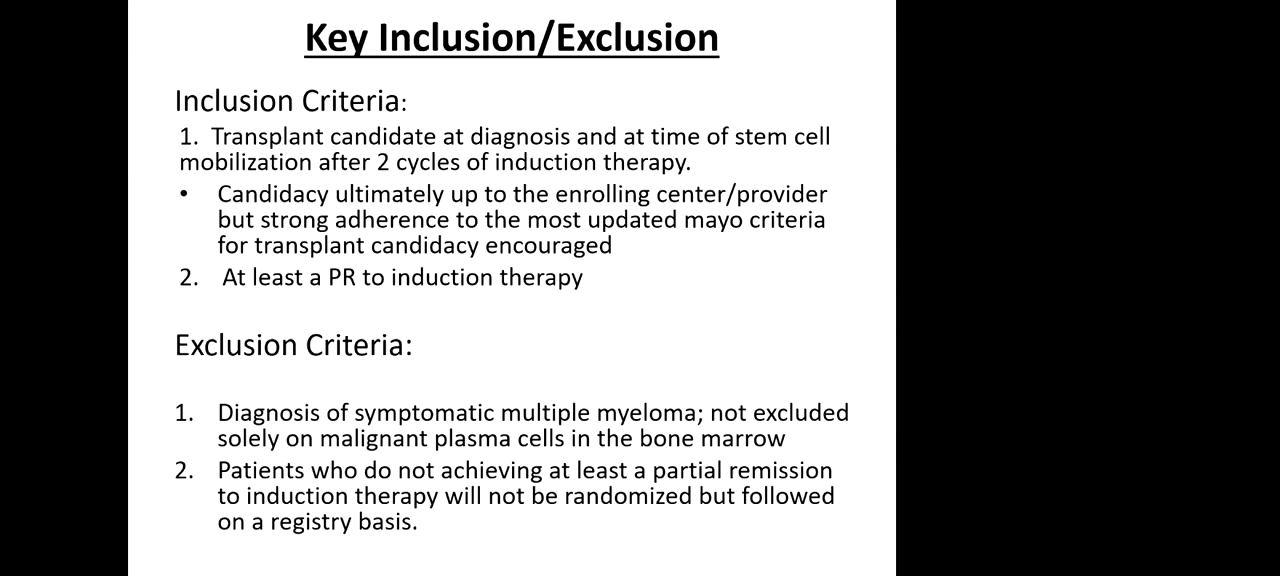 Key Inclusion/Exclusion
Inclusion Criteria:
1. Transplant candidate at diagnosis and at time of stem cell
mobilization after 2 cycles of induction therapy.
• Candidacy ultimately up to the enrolling center/provider
but strong adherence to the most updated mayo criteria
for transplant candidacy encouraged
2. At least a PR to induction therapy
Exclusion Criteria:
1. Diagnosis of symptomatic multiple myeloma; not excluded
solely on malignant plasma cells in the bone marrow
2. Patients who do not achieving at least a partial remission
to induction therapy will not be randomized but followed
on a registry basis.